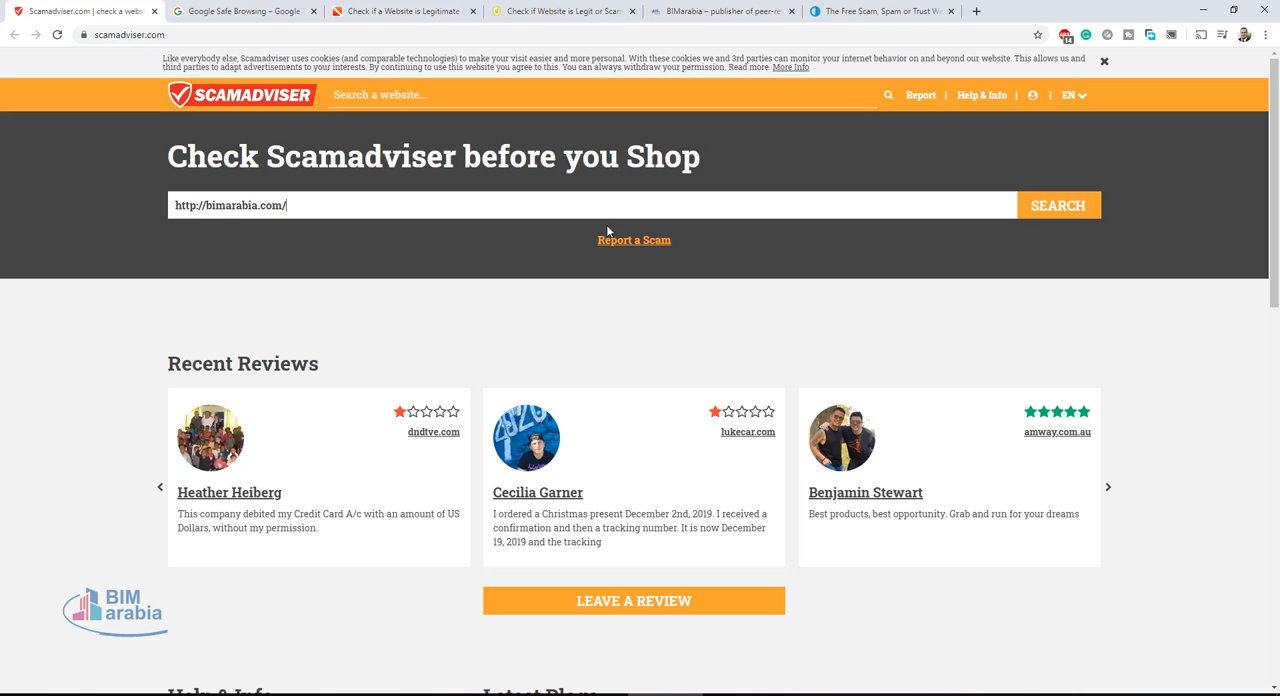 Scamadviser.com | check a webs
Google Safe Browsing – Google
Check if a Website is Legitimate
Check if Website is Legit or Scam
BIMarabia – publisher of peer-re
The Free Scam, Spam or Trust W
scamadviser.com
14
Like everybody else, Scamadviser uses cookies (and comparable technologies) to make your visit easier and more personal. With these cookies we and 3rd parties can monitor your internet behavior on and beyond our website. This allows us and
third parties to adapt advertisements to your interests. By continuing to use this website you agree to this. You can always withdraw your permission. Read more. More Info
SCAMADVISER
Search a website...
Report | Help & Info | | EN
Check Scamadviser before you Shop
http://bimarabia.com/
SEARCH
Report a Scam
Recent Reviews
dndtve.com
Heather Heiberg
This company debited my Credit Card A/c with an amount of US
Dollars, without my permission.
lukecar.com
Cecilia Garner
I ordered a Christmas present December 2nd, 2019. I received a
confirmation and then a tracking number. It is now December
19, 2019 and the tracking
amway.com.au
Benjamin Stewart
Best products, best opportunity. Grab and run for your dreams
LEAVE A REVIEW
BIM
arabia
Help & Info
Latest Blogs